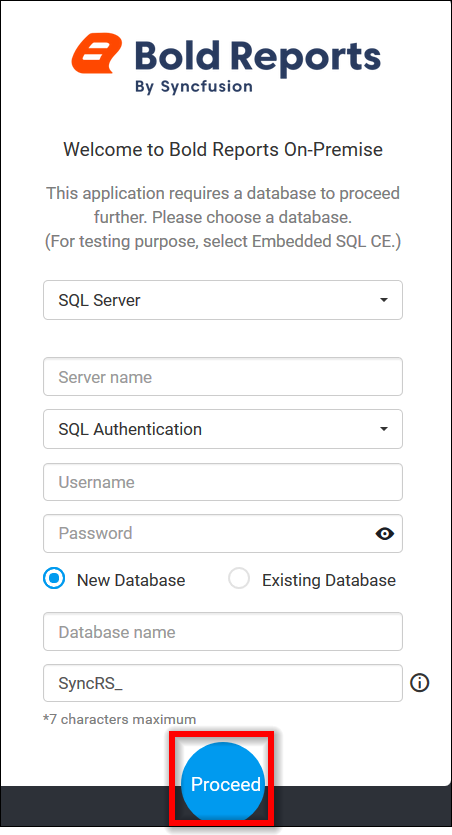 Bold Reports
By Syncfusion
Welcome to Bold Reports On-Premise
This application requires a database to proceed
further. Please choose a database.
(For testing purpose, select Embedded SQL CE.)
SQL Server
Server name
SQL Authentication
Username
Password
New Database Existing Database
Database name
SyncRS_
*7 characters maximum
Proceed